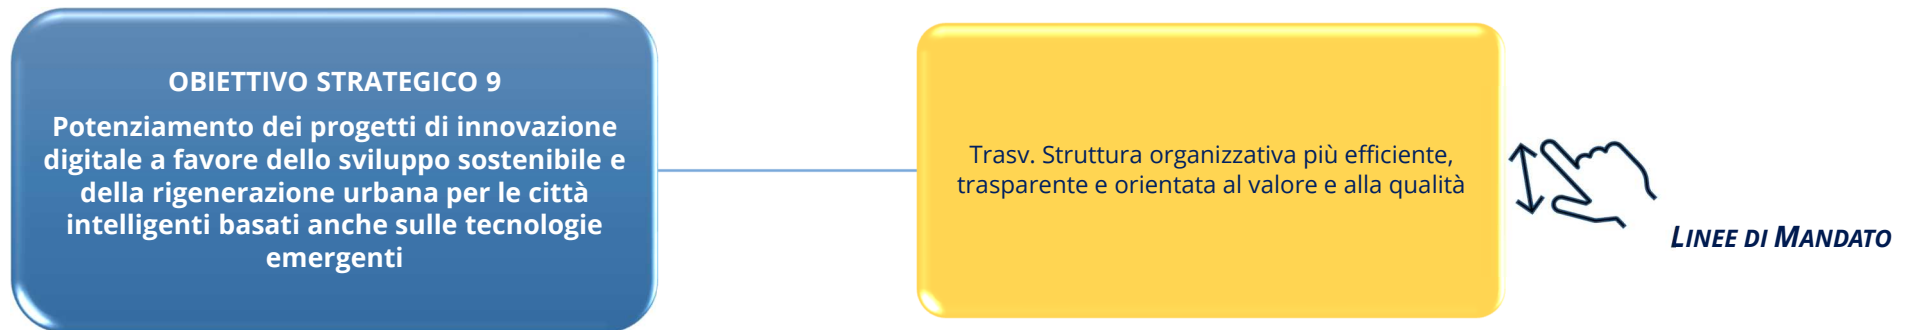 OBIETTIVO STRATEGICO 9
Potenziamento dei progetti di innovazione
digitale a favore dello sviluppo sostenibile e
della rigenerazione urbana per le città
intelligenti basati anche sulle tecnologie
emergenti
Trasv. Struttura organizzativa più efficiente,
trasparente e orientata al valore e alla qualità
LINEE DI MANDATO